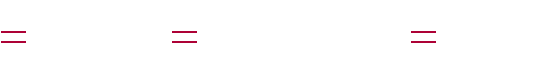 = = =